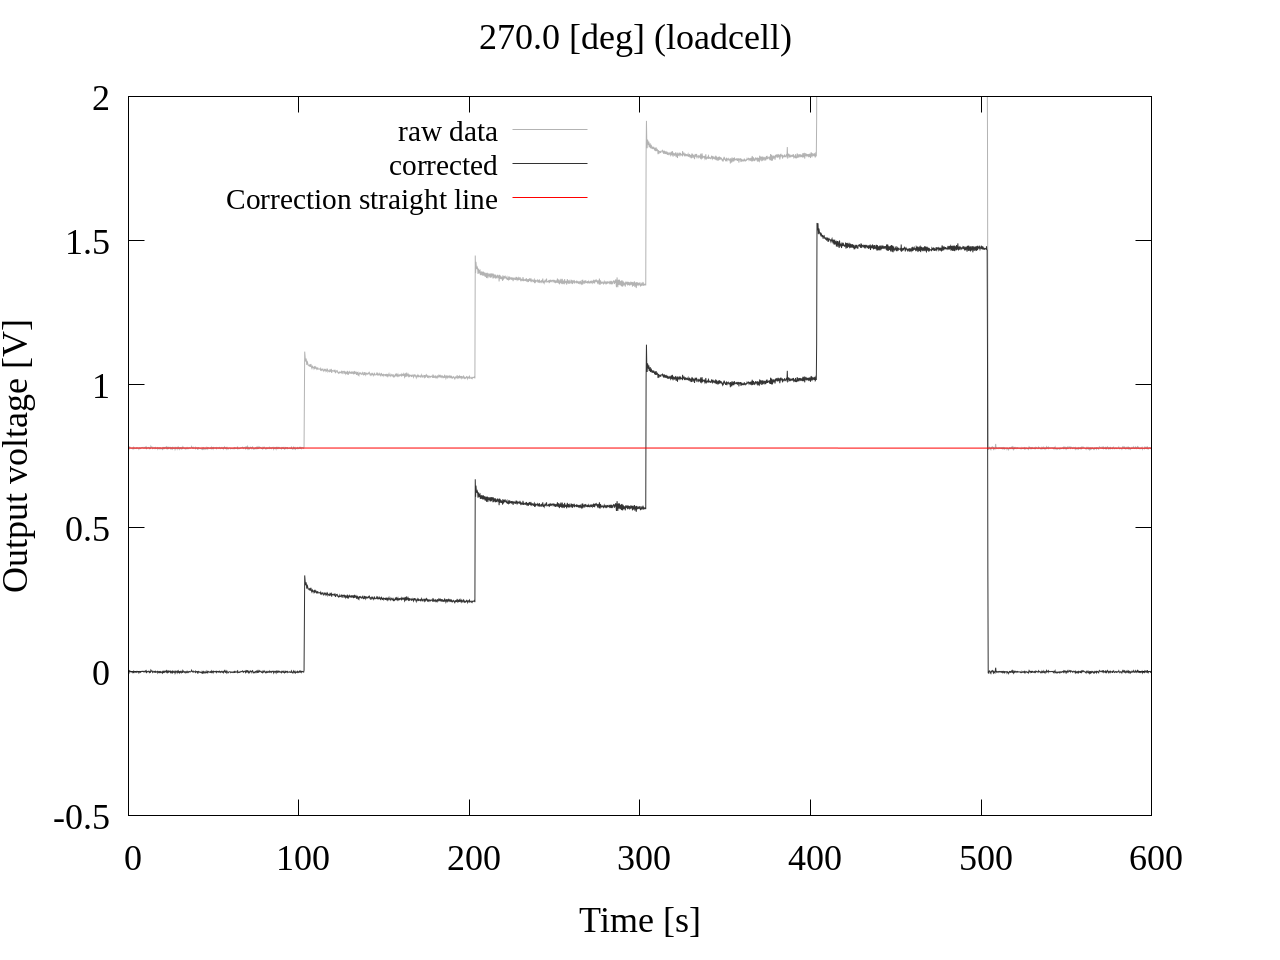 270.0 [deg] (loadcell)
raw data
corrected
Correction straight line
Output voltage [V]
2
1.5
1
0.5
0
-0.5
0 100 200 300 400 500 600
Time [s]